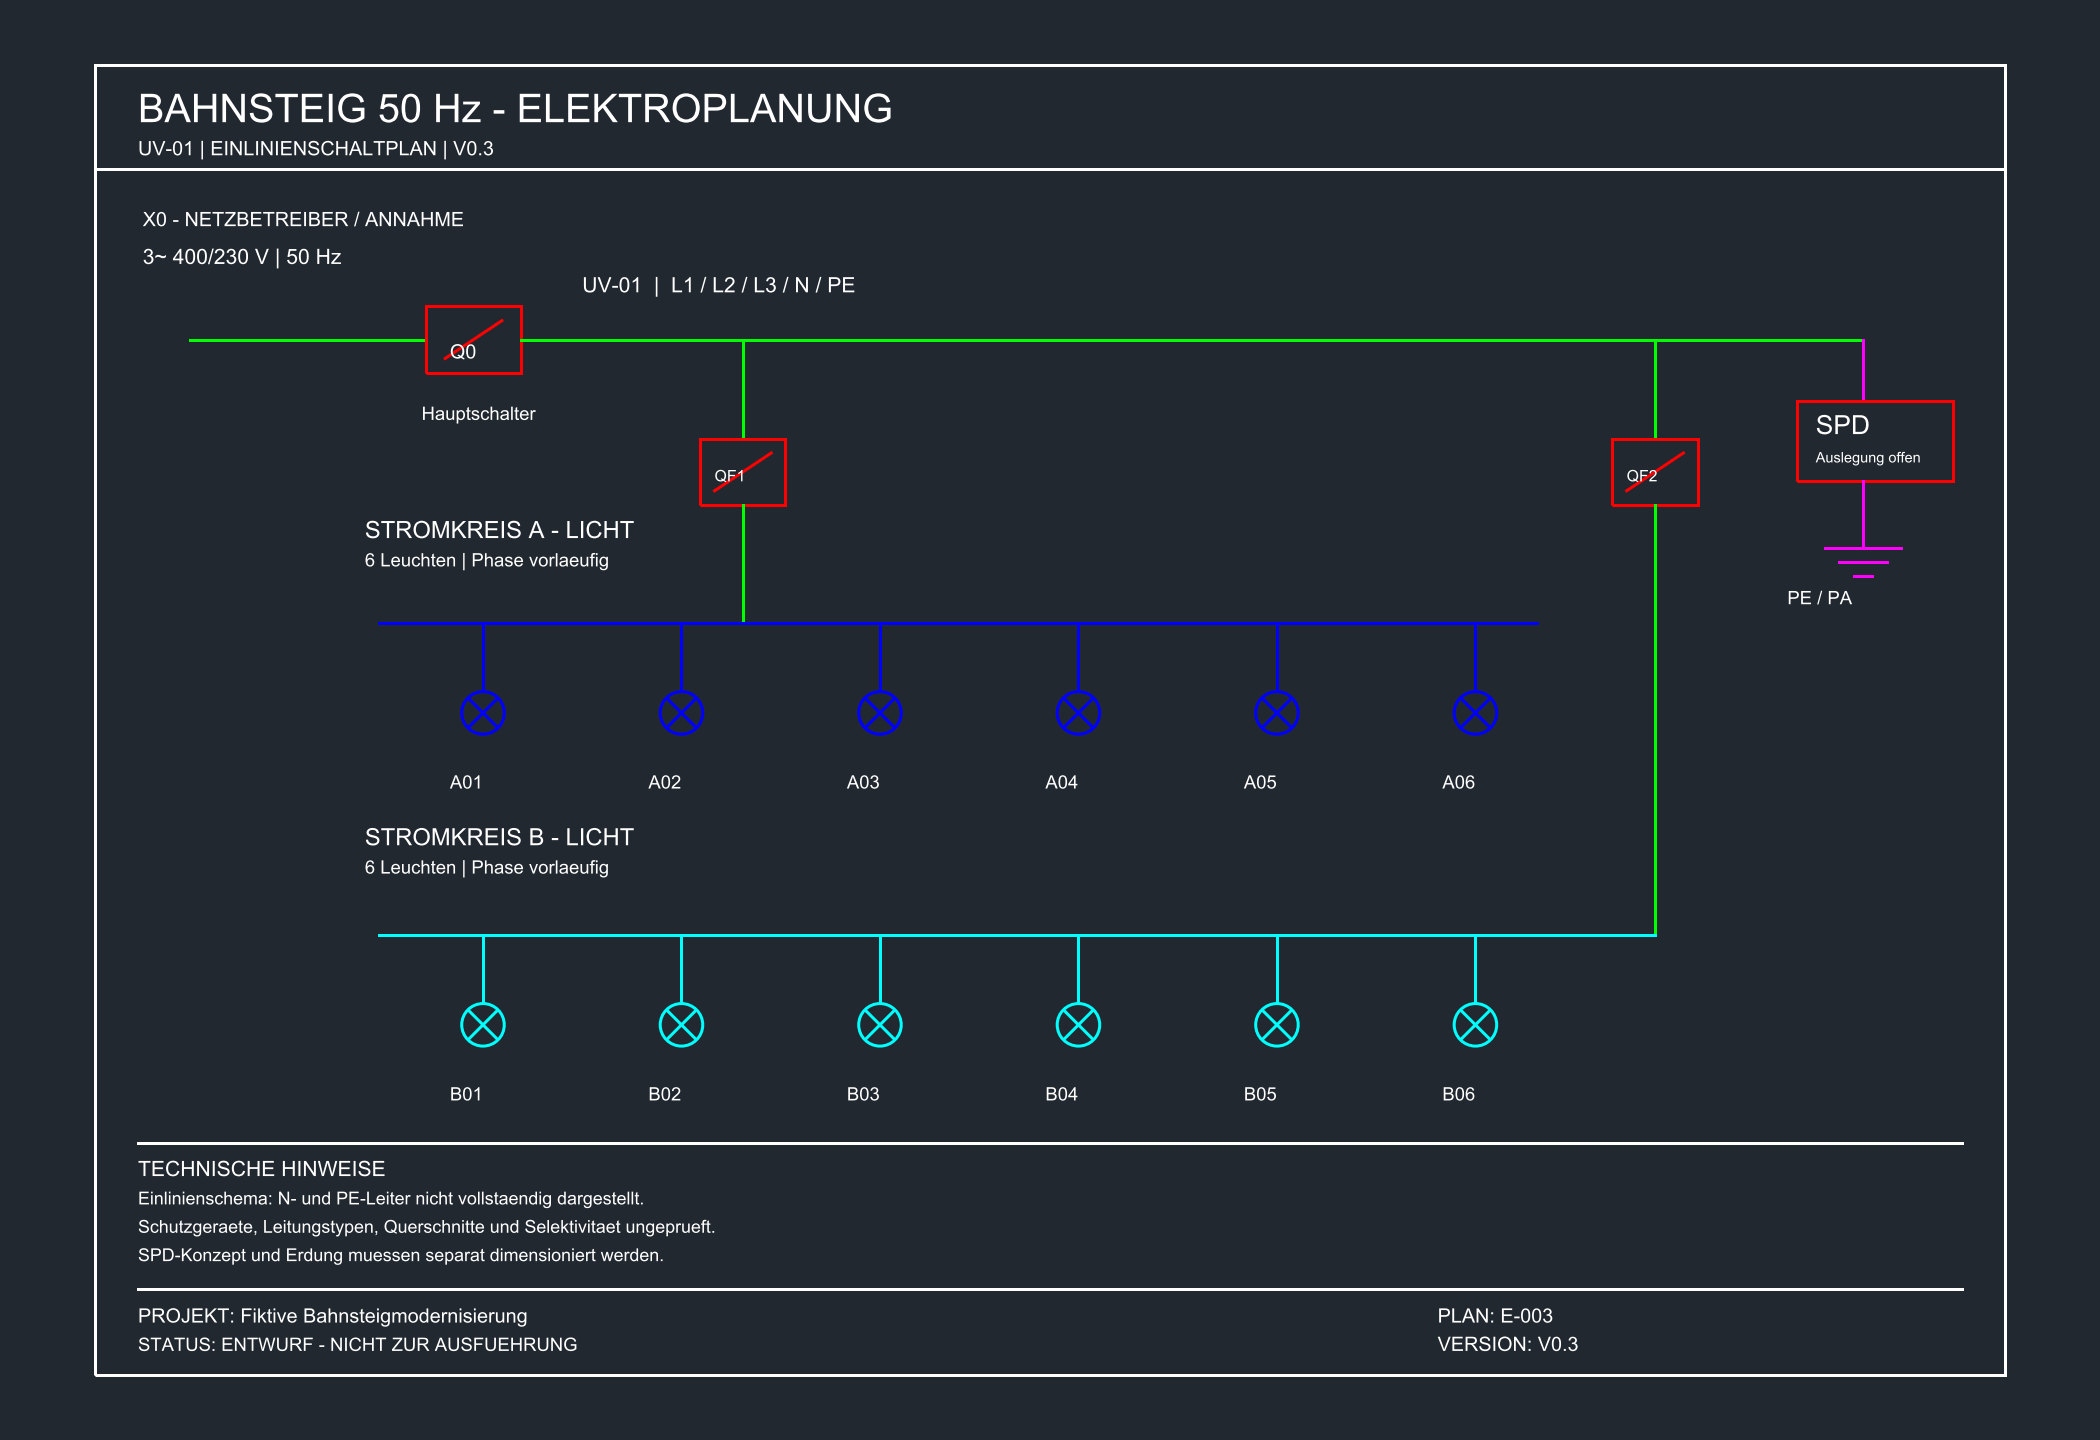 BAHNSTEIG 50 Hz - ELEKTROPLANUNG
UV-01 | EINLINIENSCHALTPLAN | V0.3
X0 - NETZBETREIBER / ANNAHME
3~ 400/230 V | 50 Hz
UV-01 | L1 / L2 / L3 / N / PE
Q0
Hauptschalter
QF1
QF2
SPD
Auslegung offen
STROMKREIS A - LICHT
6 Leuchten | Phase vorlaeufig
PE / PA
A01
A02
A03
A04
A05
A06
STROMKREIS B - LICHT
6 Leuchten | Phase vorlaeufig
B01
B02
B03
B04
B05
B06
TECHNISCHE HINWEISE
Einlinienschema: N- und PE-Leiter nicht vollstaendig dargestellt.
Schutzgeraete, Leitungstypen, Querschnitte und Selektivitaet ungeprueft.
SPD-Konzept und Erdung muessen separat dimensioniert werden.
PROJEKT: Fiktive Bahnsteigmodernisierung
STATUS: ENTWURF - NICHT ZUR AUSFUEHRUNG
PLAN: E-003
VERSION: V0.3